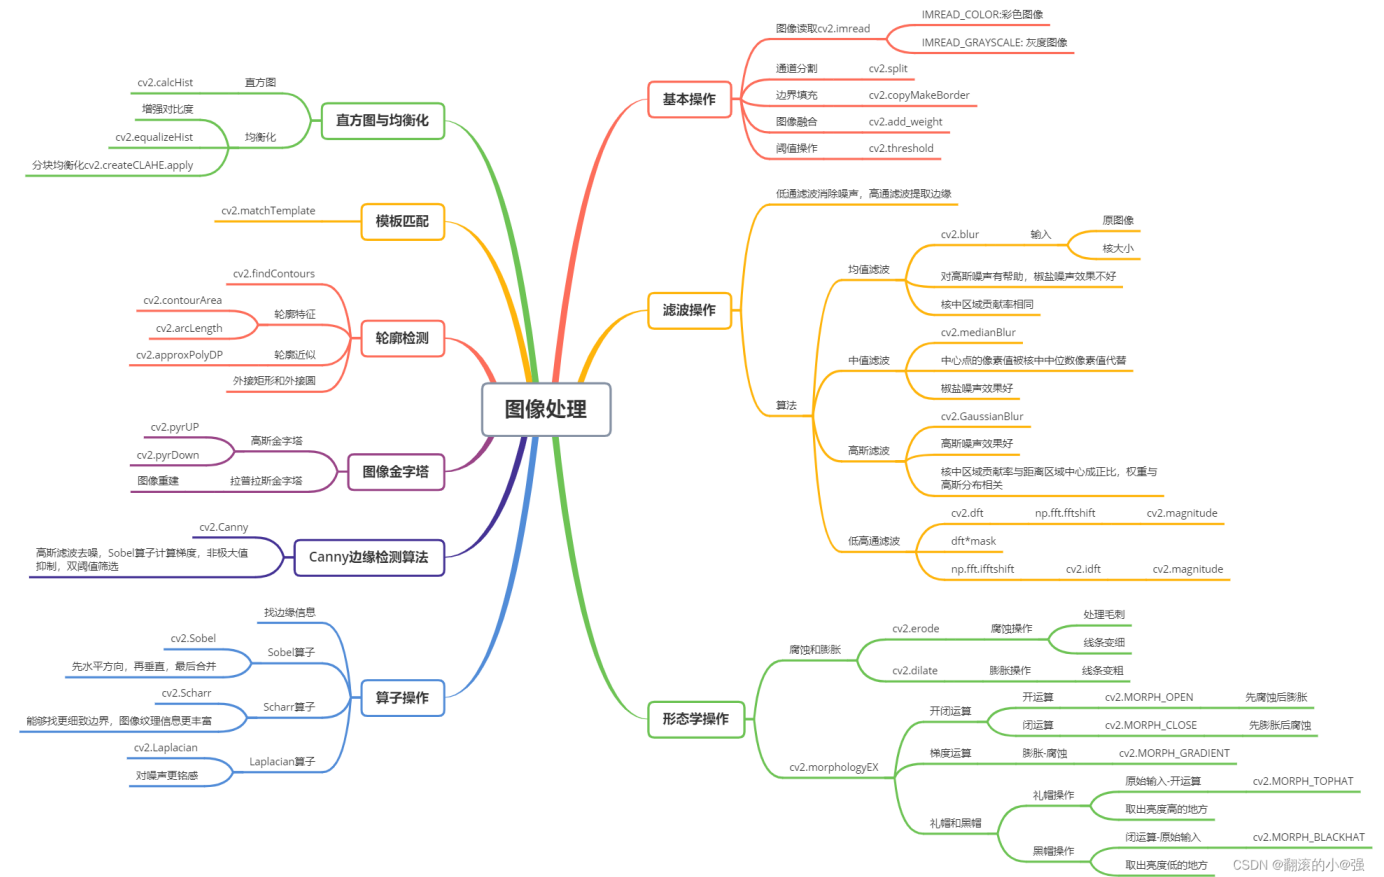 图像处理
基本操作
图像读取cv2.imread
IMREAD_COLOR:彩色图像
IMREAD_GRAYSCALE: 灰度图像
通道分割
cv2.split
边界填充
cv2.copyMakeBorder
图像融合
cv2.add_weight
阈值操作
cv2.threshold
滤波操作
低通滤波消除噪声，高通滤波提取边缘
算法
均值滤波
cv2.blur
输入
原图像
核大小
对高斯噪声有帮助，椒盐噪声效果不好
核中区域贡献率相同
中值滤波
cv2.medianBlur
中心点的像素值被核中中位数像素值代替
椒盐噪声效果好
高斯滤波
cv2.GaussianBlur
高斯噪声效果好
核中区域贡献率与距离区域中心成正比，权重与
高斯分布相关
低高通滤波
cv2.dft
np.fft.fftshift
cv2.magnitude
dft*mask
np.fft.ifftshift
cv2.idft
cv2.magnitude
形态学操作
腐蚀和膨胀
cv2.erode
腐蚀操作
处理毛刺
线条变细
cv2.dilate
膨胀操作
线条变粗
cv2.morphologyEX
开闭运算
开运算
cv2.MORPH_OPEN
先腐蚀后膨胀
闭运算
cv2.MORPH_CLOSE
先膨胀后腐蚀
梯度运算
膨胀-腐蚀
cv2.MORPH_GRADIENT
礼帽和黑帽
礼帽操作
原始输入-开运算
cv2.MORPH_TOPHAT
取出亮度高的地方
黑帽操作
闭运算-原始输入
cv2.MORPH_BLACKHAT
取出亮度低的地方
直方图与均衡化
直方图
cv2.calcHist
均衡化
增强对比度
cv2.equalizeHist
分块均衡化cv2.createCLAHE.apply
模板匹配
cv2.matchTemplate
轮廓检测
cv2.findContours
轮廓特征
cv2.contourArea
cv2.arcLength
轮廓近似
cv2.approxPolyDP
外接矩形和外接圆
图像金字塔
高斯金字塔
cv2.pyrUP
cv2.pyrDown
拉普拉斯金字塔
图像重建
Canny边缘检测算法
cv2.Canny
高斯滤波去噪，Sobel算子计算梯度，非极大值
抑制，双阈值筛选
算子操作
找边缘信息
Sobel算子
cv2.Sobel
先水平方向，再垂直，最后合并
Scharr算子
cv2.Scharr
能够找更细致边界，图像纹理信息更丰富
Laplacian算子
cv2.Laplacian
对噪声更铭感
CSDN @翻滚的小@强